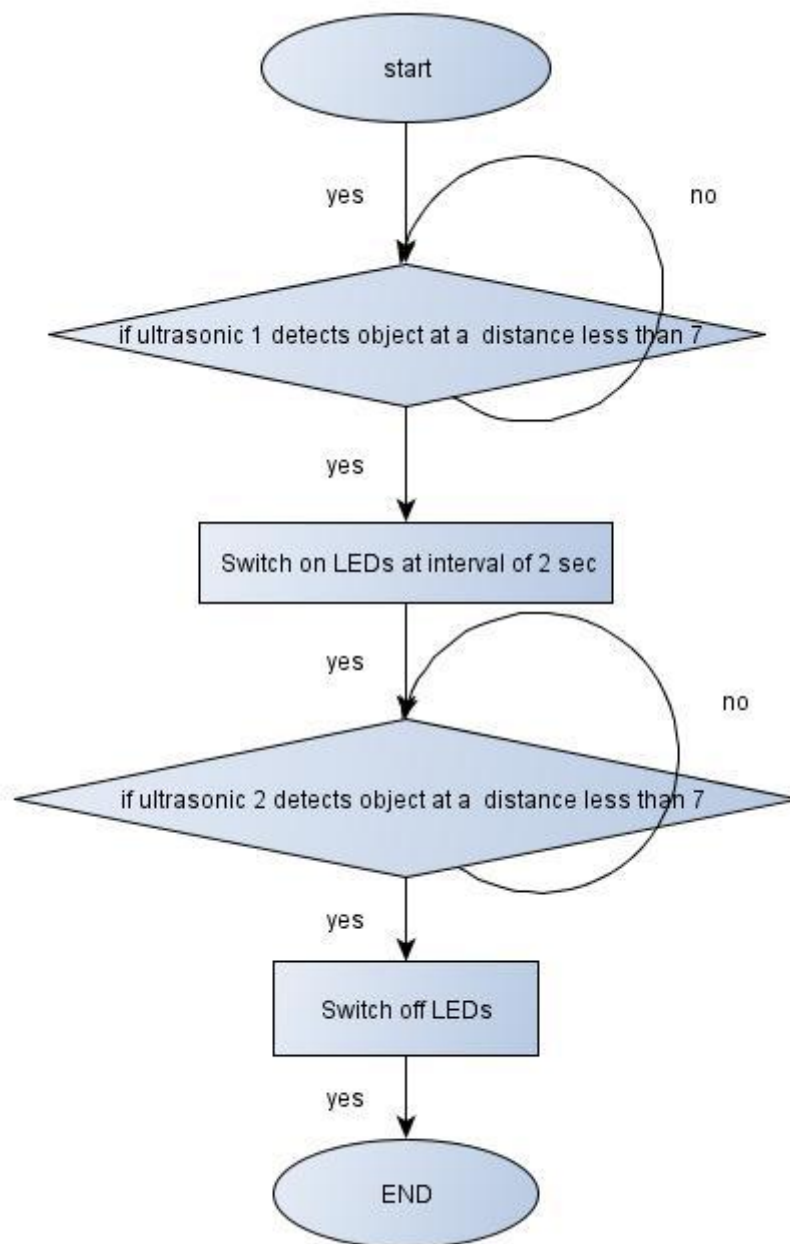 start
yes
no
if ultrasonic 1 detects object at a distance less than 7
yes
Switch on LEDs at interval of 2 sec
yes
no
if ultrasonic 2 detects object at a distance less than 7
yes
Switch off LEDs
yes
END